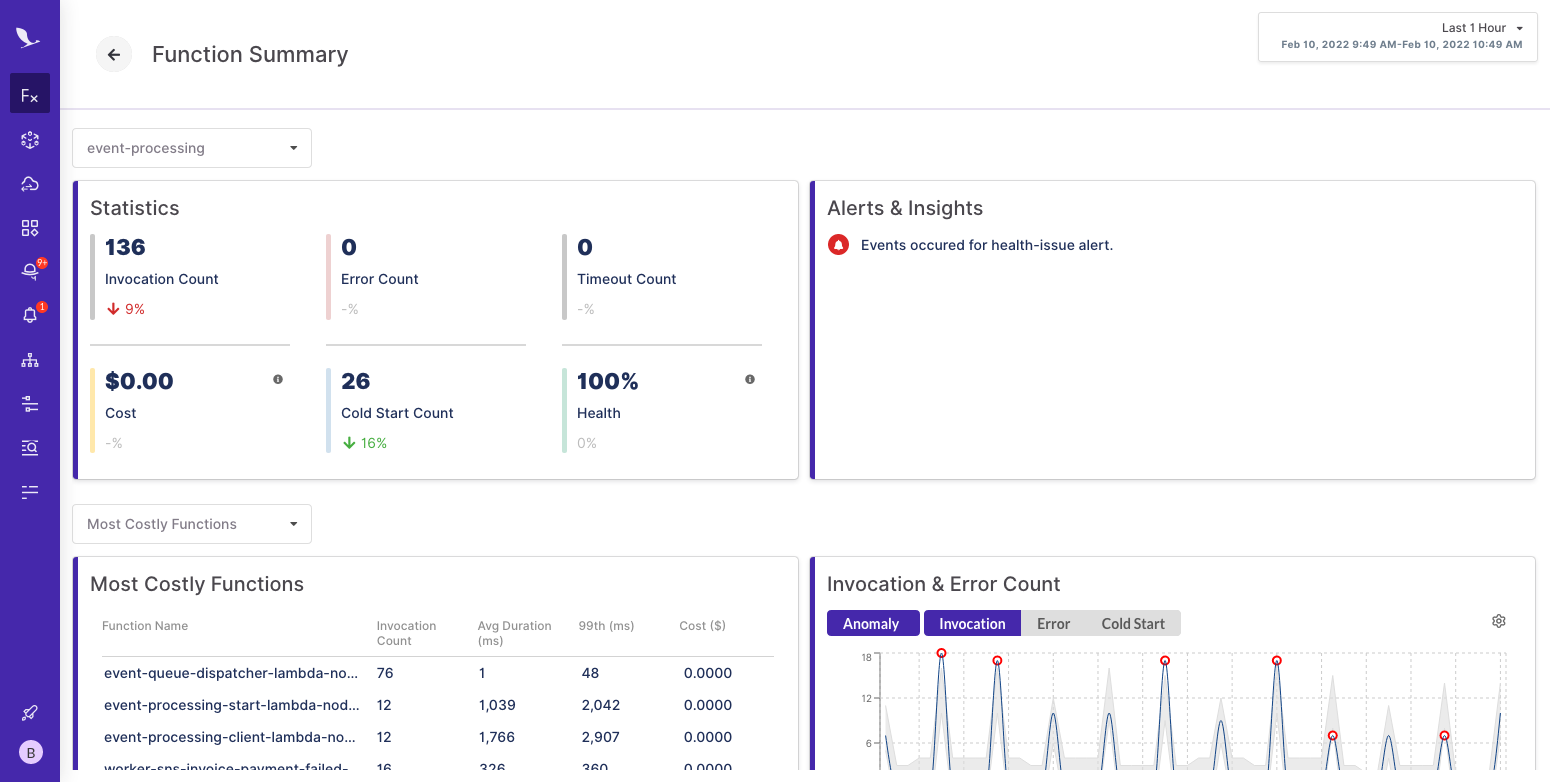 Function Summary
Last 1 Hour
Feb 10, 2022 9:49 AM-Feb 10, 2022 10:49 AM
Fx
9+
1
B
event-processing
Statistics
136
Invocation Count
9%
0
Error Count
-%
0
Timeout Count
-%
$0.00
Cost
-%
26
Cold Start Count
16%
100%
Health
0%
Alerts & Insights
Events occured for health-issue alert.
Most Costly Functions
Most Costly Functions
Function Name Invocation Count Avg Duration (ms) 99th (ms) Cost ($)
event-queue-dispatcher-lambda-no... 76 1 48 0.0000
event-processing-start-lambda-nod... 12 1,039 2,042 0.0000
event-processing-client-lambda-no... 12 1,766 2,907 0.0000
worker-sns-invoice-payment-failed- 16 326 360 0.0000
Invocation & Error Count
Anomaly Invocation Error Cold Start
18
12
6